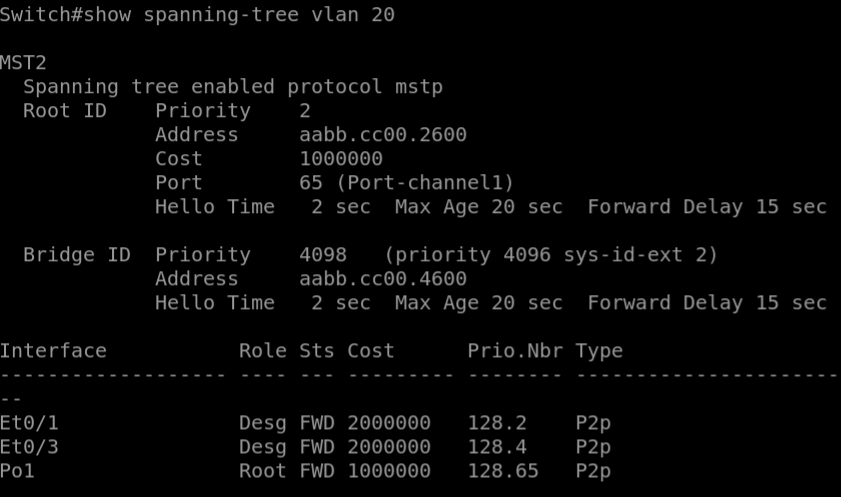 Switch#show spanning-tree vlan 20
MST2
  Spanning tree enabled protocol mstp
  Root ID    Priority    2
             Address     aabb.cc00.2600
             Cost        1000000
             Port        65 (Port-channel1)
             Hello Time   2 sec  Max Age 20 sec  Forward Delay 15 sec
  Bridge ID  Priority    4098   (priority 4096 sys-id-ext 2)
             Address     aabb.cc00.4600
             Hello Time   2 sec  Max Age 20 sec  Forward Delay 15 sec
Interface           Role Sts Cost      Prio.Nbr Type
------------------- ---- --- --------- -------- ----------------------
--
Et0/1               Desg FWD 2000000   128.2    P2p
Et0/3               Desg FWD 2000000   128.4    P2p
Po1                 Root FWD 1000000   128.65   P2p